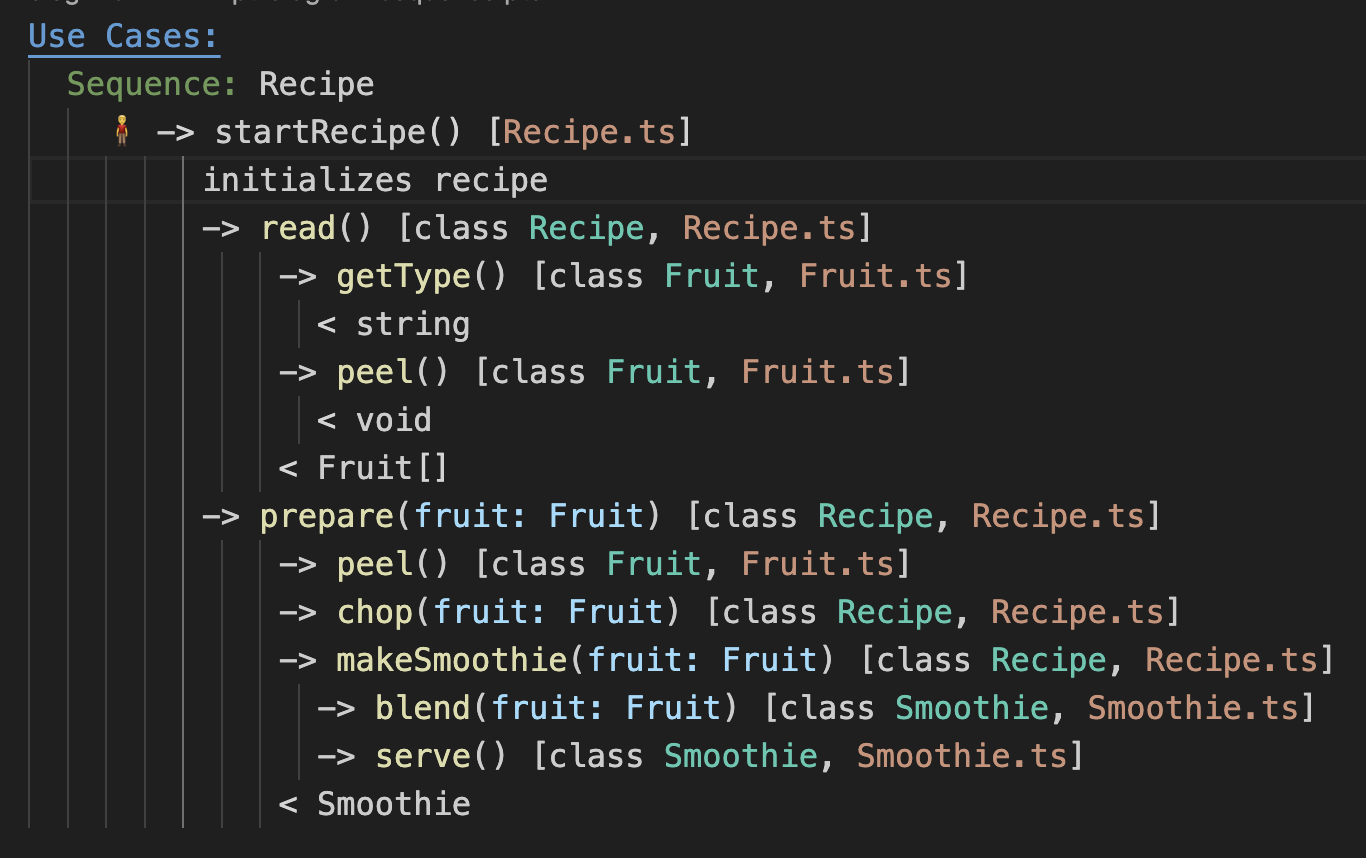 Use Cases:
Sequence: Recipe
-> startRecipe() [Recipe.ts]
initializes recipe
-> read() [class Recipe, Recipe.ts]
-> getType() [class Fruit, Fruit.ts]
< string
-> peel() [class Fruit, Fruit.ts]
< void
< Fruit[]
-> prepare(fruit: Fruit) [class Recipe, Recipe.ts]
-> peel() [class Fruit, Fruit.ts]
-> chop(fruit: Fruit) [class Recipe, Recipe.ts]
-> makeSmoothie(fruit: Fruit) [class Recipe, Recipe.ts]
-> blend(fruit: Fruit) [class Smoothie, Smoothie.ts]
-> serve() [class Smoothie, Smoothie.ts]
< Smoothie